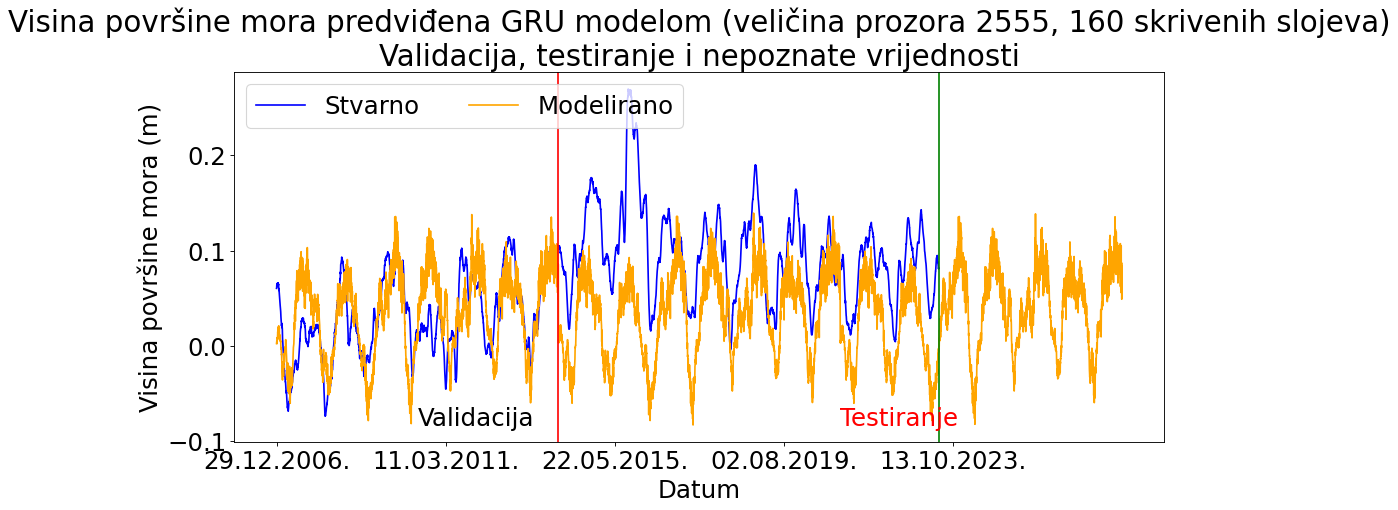 Visina površine mora predviđena GRU modelom (veličina prozora 2555, 160 skrivenih slojeva)
Validacija, testiranje i nepoznate vrijednosti
Stvarno Modelirano
Visina površine mora (m)
0.2
0.1
0.0
−0.1
Validacija Testiranje
29.12.2006. 11.03.2011. 22.05.2015. 02.08.2019. 13.10.2023.
Datum